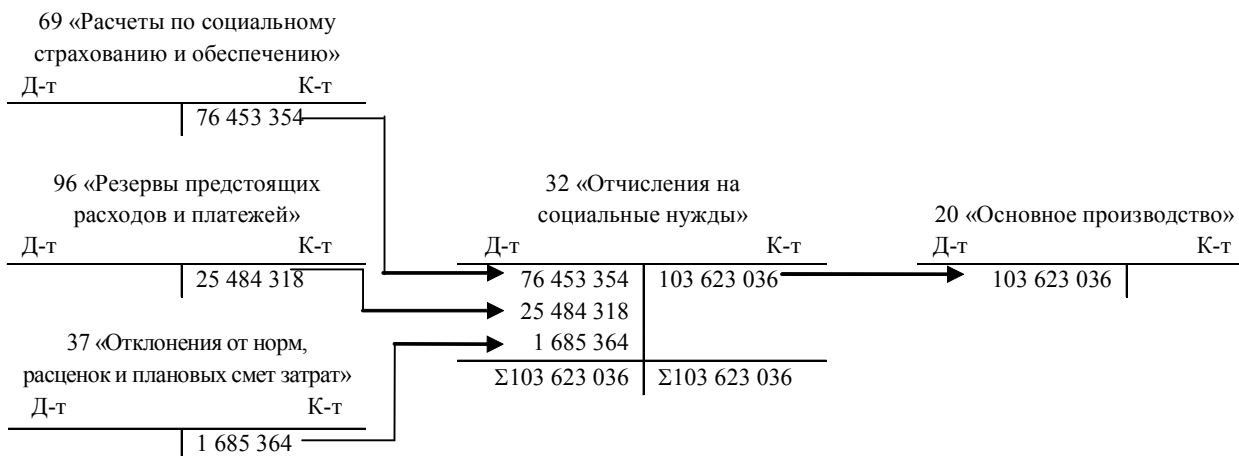 69 «Расчеты по социальному
страхованию и обеспечению»
Д-т К-т
76 453 354
96 «Резервы предстоящих
расходов и платежей»
Д-т К-т
25 484 318
37 «Отклонения от норм,
расценок и плановых смет затрат»
Д-т К-т
1 685 364
32 «Отчисления на
социальные нужды»
Д-т К-т
76 453 354 103 623 036
25 484 318
1 685 364
Σ103 623 036 Σ103 623 036
20 «Основное производство»
Д-т К-т
103 623 036